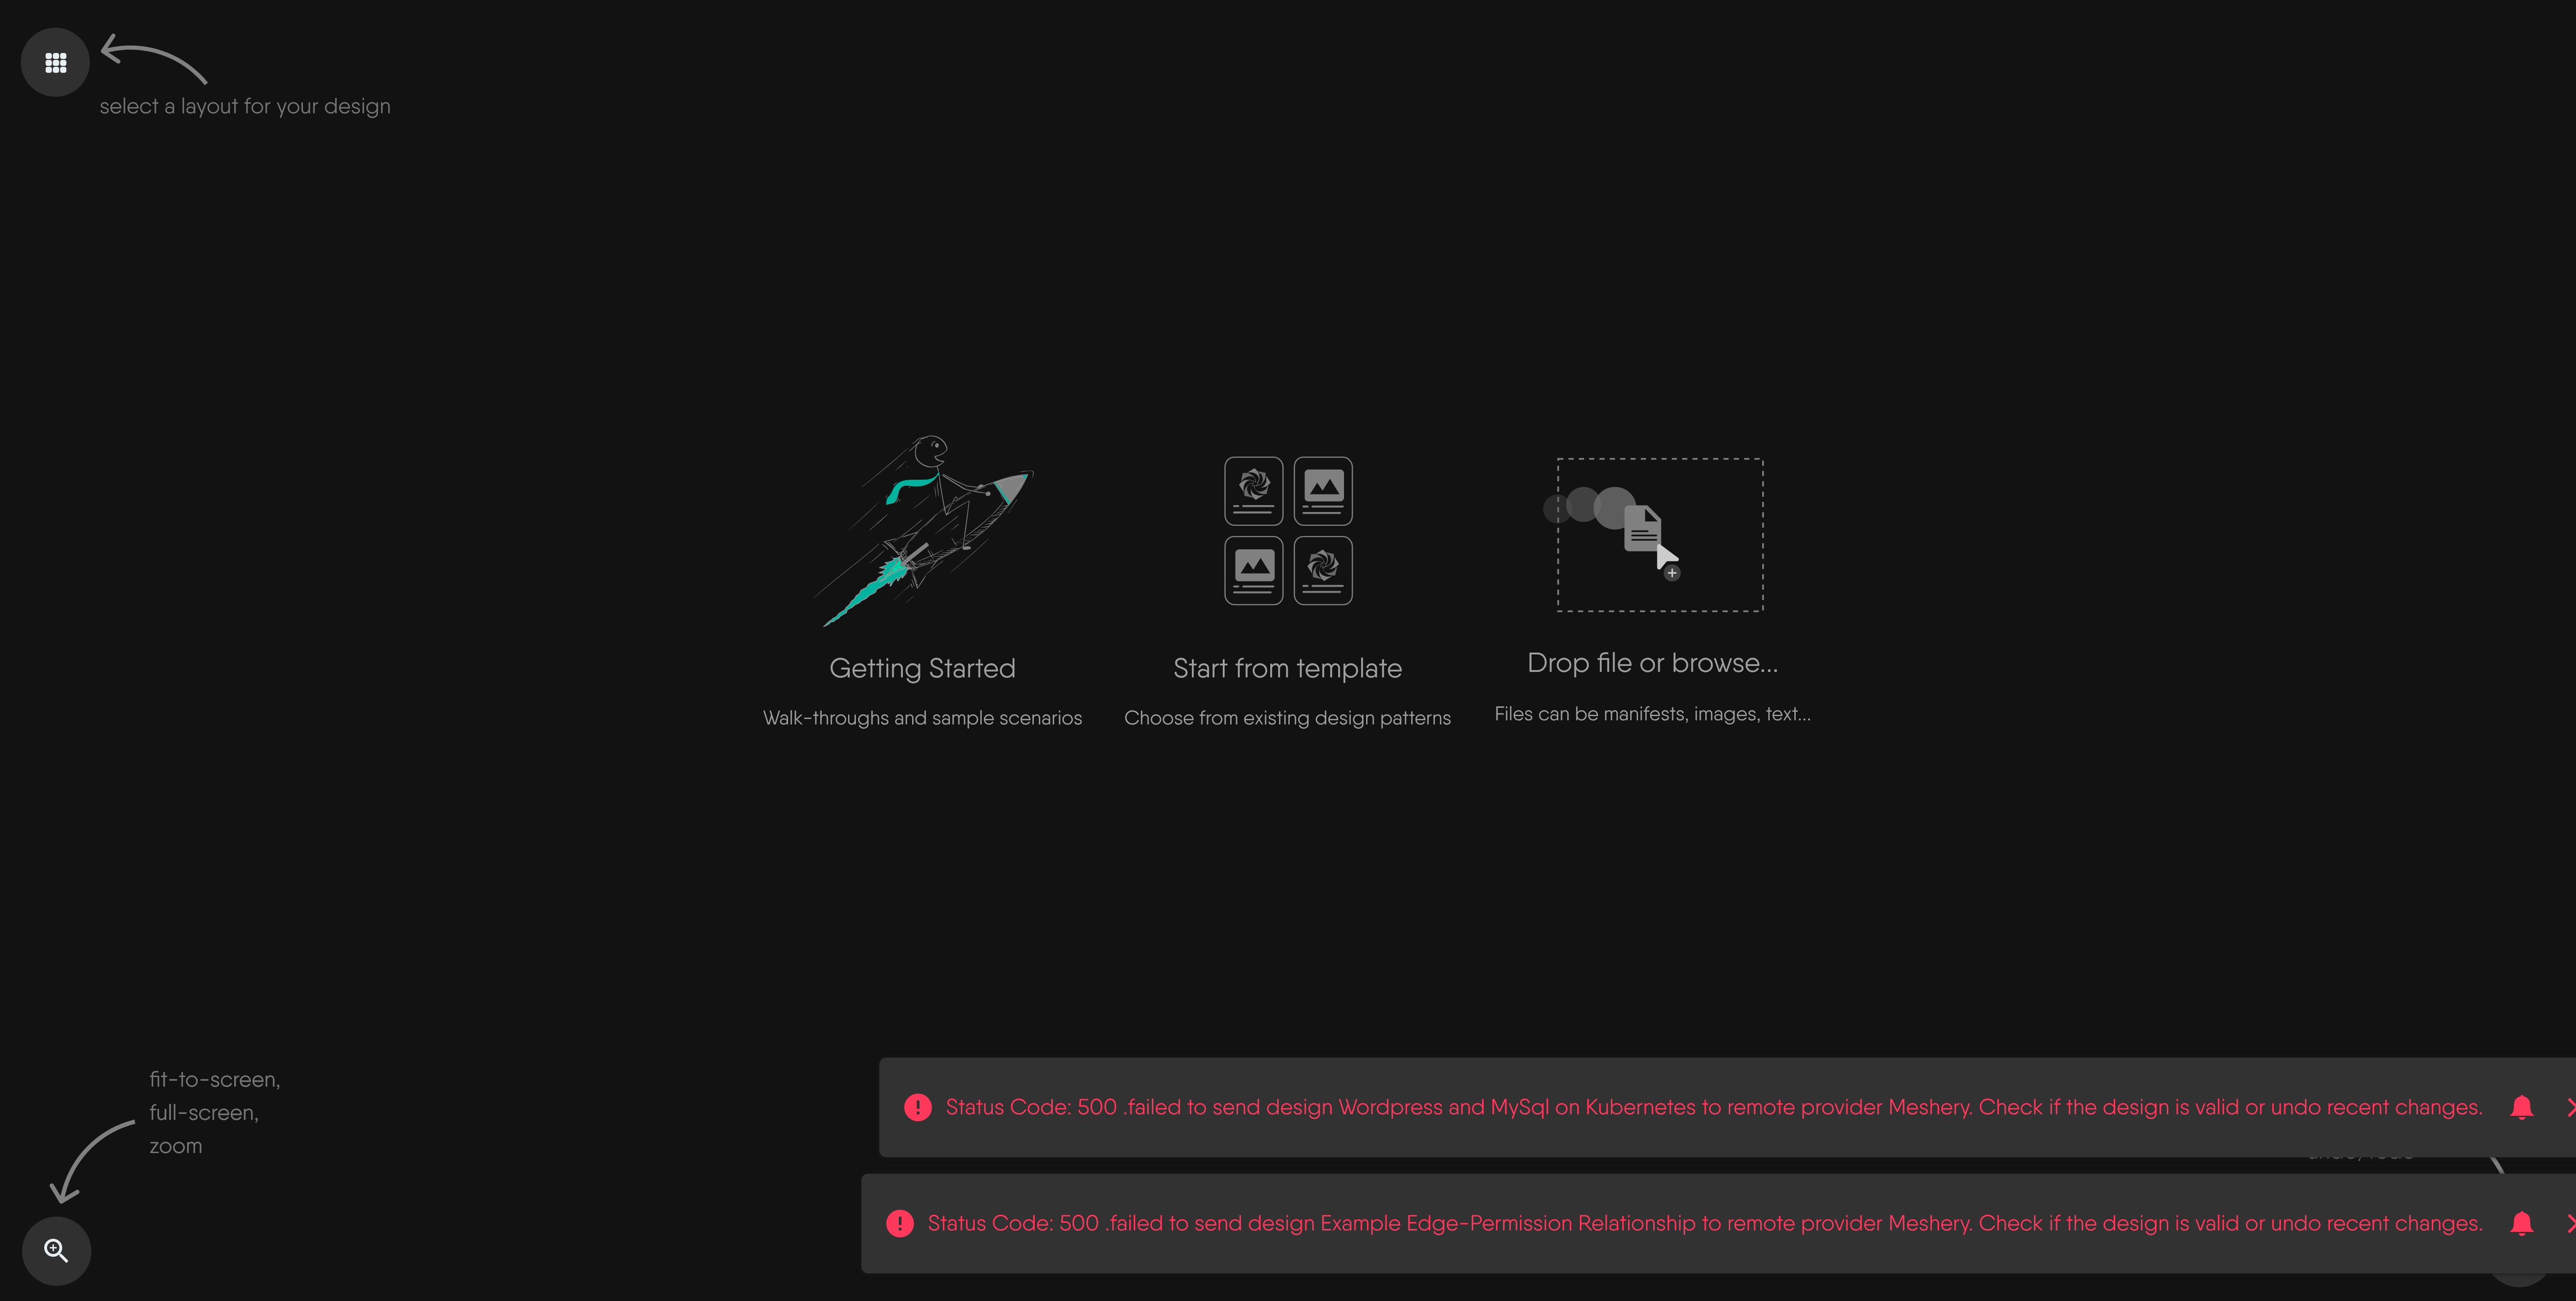 select a layout for your design
Getting Started
Walk-throughs and sample scenarios
Start from template
Choose from existing design patterns
Drop file or browse...
Files can be manifests, images, text...
fit-to-screen,
full-screen,
zoom
Status Code: 500 .failed to send design Wordpress and MySql on Kubernetes to remote provider Meshery. Check if the design is valid or undo recent changes.
Status Code: 500 .failed to send design Example Edge-Permission Relationship to remote provider Meshery. Check if the design is valid or undo recent changes.